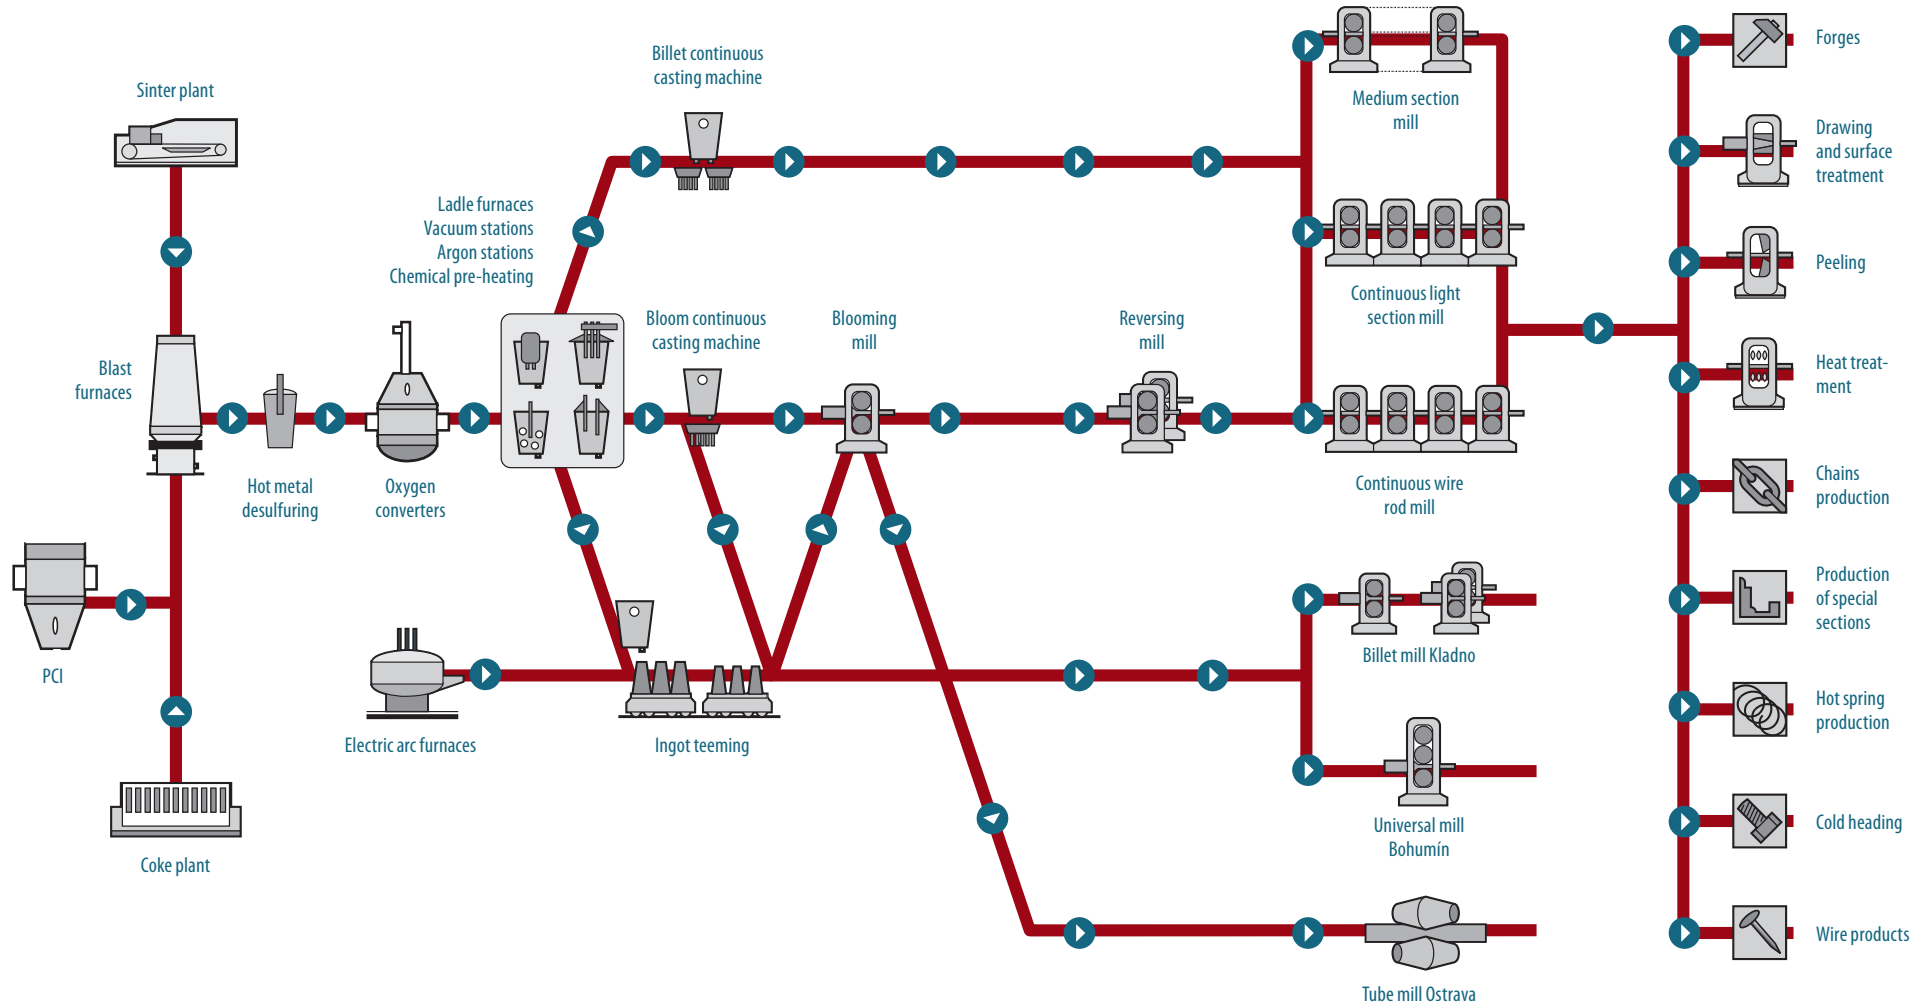 Sinter plant
Blast
furnaces
PCI
Coke plant
Hot metal
desulfuring
Oxygen
converters
Ladle furnaces
Vacuum stations
Argon stations
Chemical pre-heating
Electric arc furnaces
Billet continuous
casting machine
Bloom continuous
casting machine
Ingot teeming
Blooming
mill
Reversing
mill
Medium section
mill
Continuous light
section mill
Continuous wire
rod mill
Billet mill Kladno
Universal mill
Bohumín
Tube mill Ostrava
Forges
Drawing
and surface
treatment
Peeling
Heat treat-
ment
Chains
production
Production
of special
sections
Hot spring
production
Cold heading
Wire products